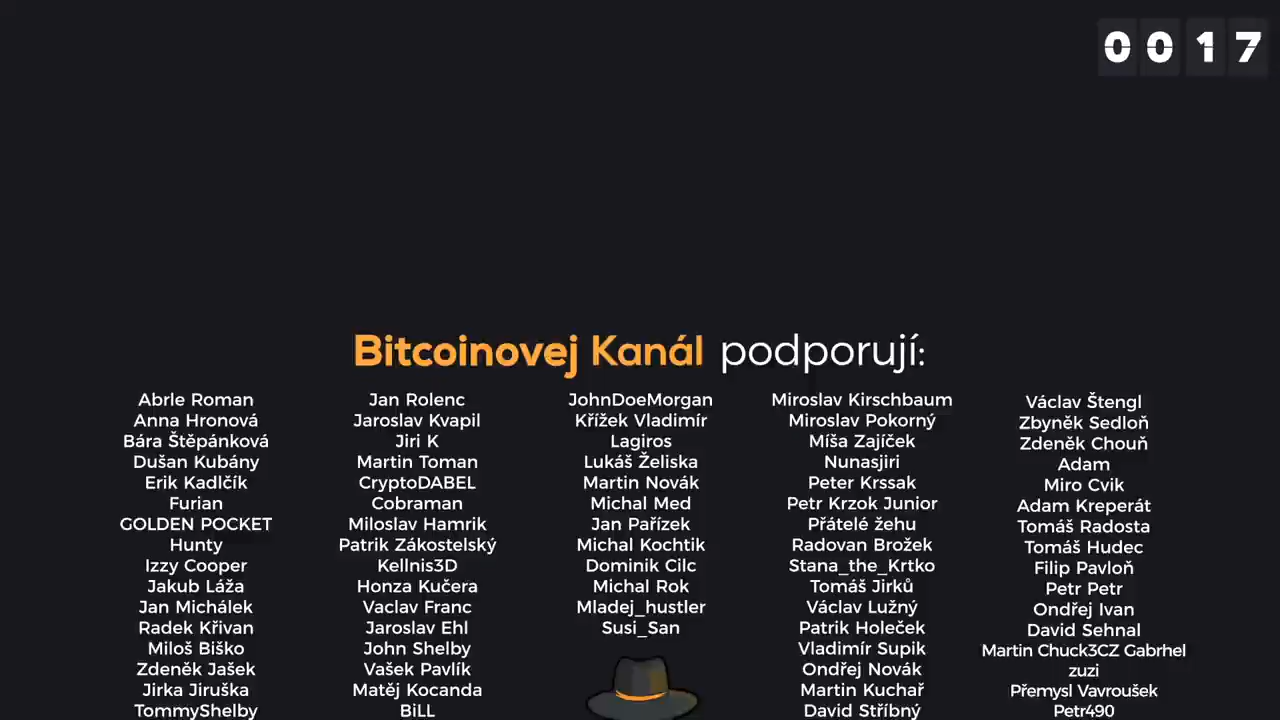 0017
Bitcoinovej Kanál podporují:
Abrle Roman
Anna Hronová
Bára Štěpánková
Dušan Kubány
Erik Kadlčík
Furian
GOLDEN POCKET
Hunty
Izzy Cooper
Jakub Láža
Jan Michálek
Radek Křivan
Miloš Biško
Zdeněk Jašek
Jirka Jiruška
TommyShelby
Jan Rolenc
Jaroslav Kvapil
Jiri K
Martin Toman
CryptoDABEL
Cobraman
Miloslav Hamrik
Patrik Zákostelský
Kellnis3D
Honza Kučera
Vaclav Franc
Jaroslav Ehl
John Shelby
Vašek Pavlík
Matěj Kocanda
BiLL
JohnDoeMorgan
Křížek Vladimír
Lagiros
Lukáš Želiska
Martin Novák
Michal Med
Jan Pařízek
Michal Kochtik
Dominik Cilc
Michal Rok
Mladej_hustler
Susi_San
Miroslav Kirschbaum
Miroslav Pokorný
Míša Zajíček
Nunasjiri
Peter Krssak
Petr Krzok Junior
Přátelé žehu
Radovan Brožek
Stana_the_Krtko
Tomáš Jirků
Václav Lužný
Patrik Holeček
Vladimír Supik
Ondřej Novák
Martin Kuchař
David Stříbný
Václav Štengl
Zbyněk Sedloň
Zdeněk Chouň
Adam
Miro Cvik
Adam Kreperát
Tomáš Radosta
Tomáš Hudec
Filip Pavloň
Petr Petr
Ondřej Ivan
David Sehnal
Martin Chuck3CZ Gabrhel
zuzi
Přemysl Vavroušek
Petr490